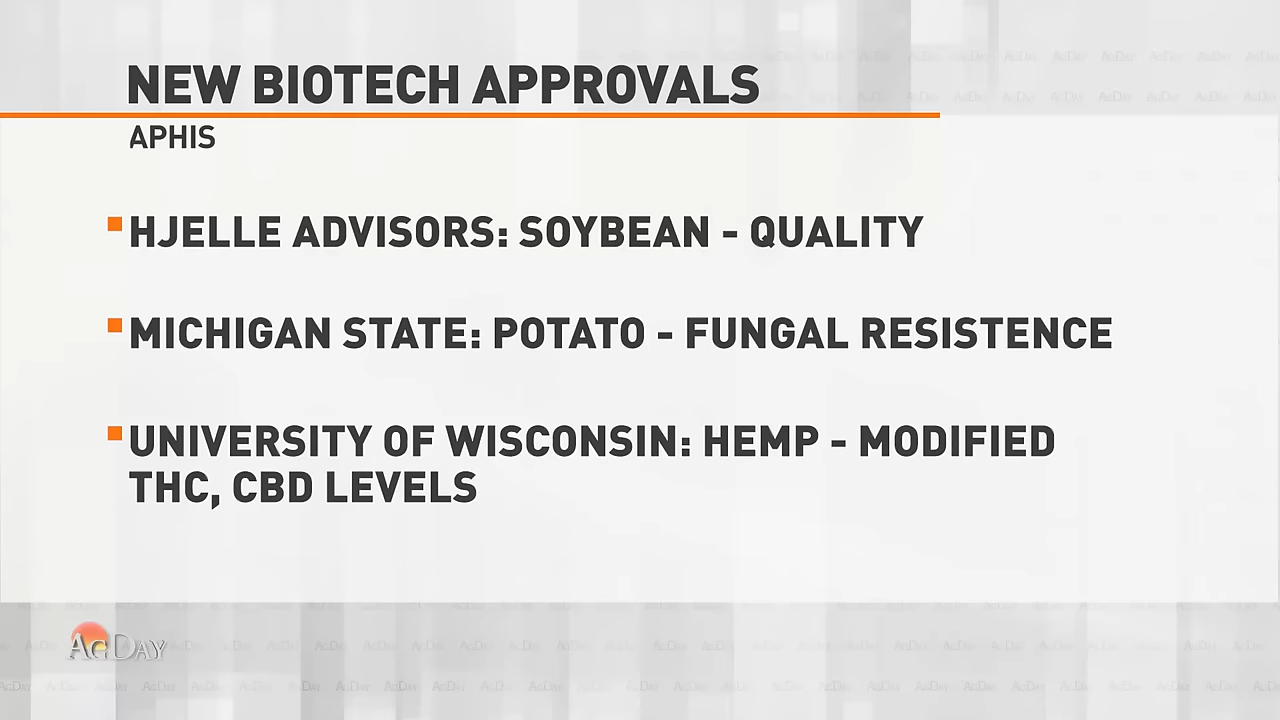 NEW BIOTECH APPROVALS
APHIS
HJELLE ADVISORS: SOYBEAN - QUALITY
MICHIGAN STATE: POTATO - FUNGAL RESISTENCE
UNIVERSITY OF WISCONSIN: HEMP - MODIFIED
THC, CBD LEVELS
AGDAY